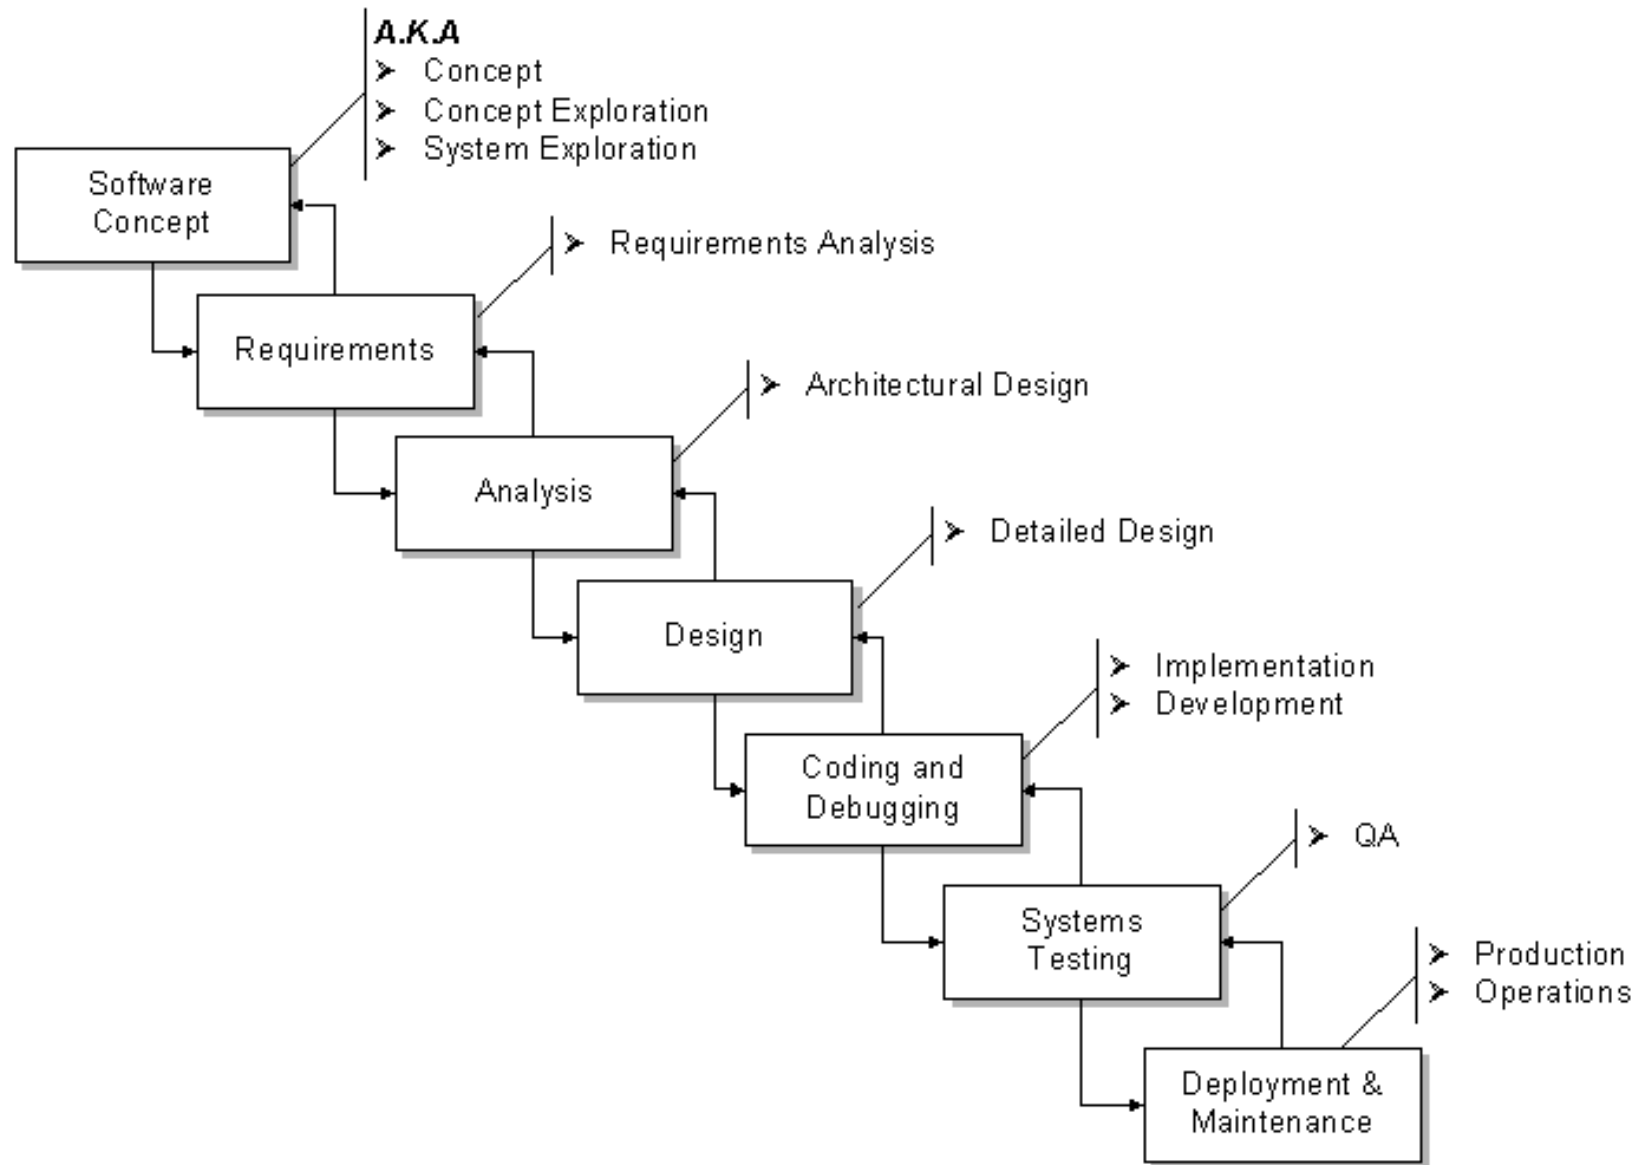 A.K.A
Concept
Concept Exploration
System Exploration
Software
Concept
Requirements Analysis
Requirements
Architectural Design
Analysis
Detailed Design
Design
Implementation
Development
Coding and
Debugging
QA
Systems
Testing
Production
Operations
Deployment &
Maintenance